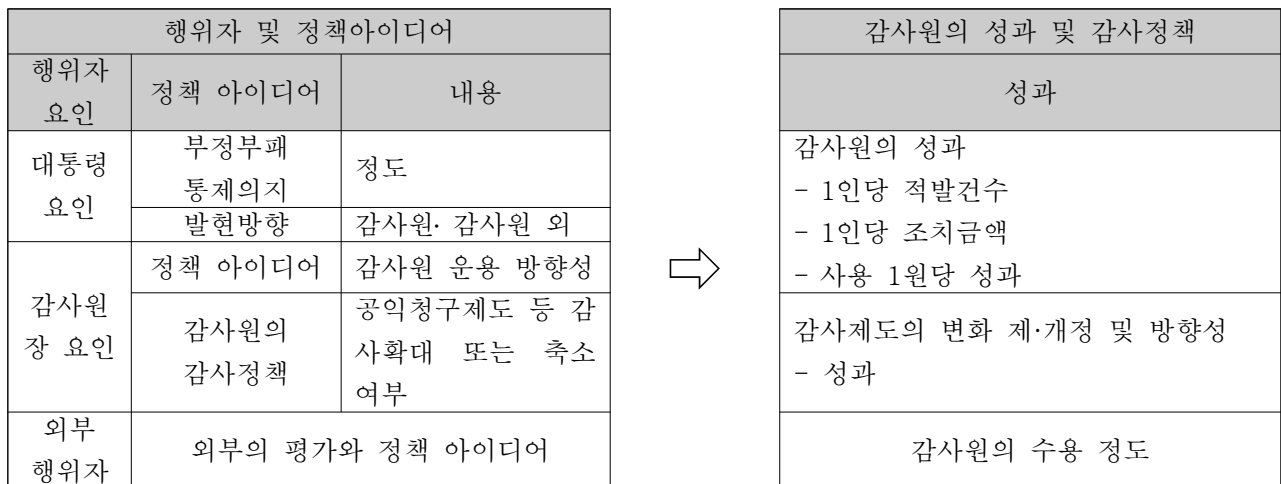 행위자 및 정책아이디어
행위자
요인
정책 아이디어
내용
대통령
요인
부정부패
통제의지
정도
발현방향
감사원· 감사원 외
감사원
장 요인
정책 아이디어
감사원 운용 방향성
감사원의
감사정책
공익청구제도 등 감
사확대 또는 축소
여부
외부
행위자
외부의 평가와 정책 아이디어
감사원의 성과 및 감사정책
성과
감사원의 성과
- 1인당 적발건수
- 1인당 조치금액
- 사용 1원당 성과
감사제도의 변화 제·개정 및 방향성
- 성과
감사원의 수용 정도